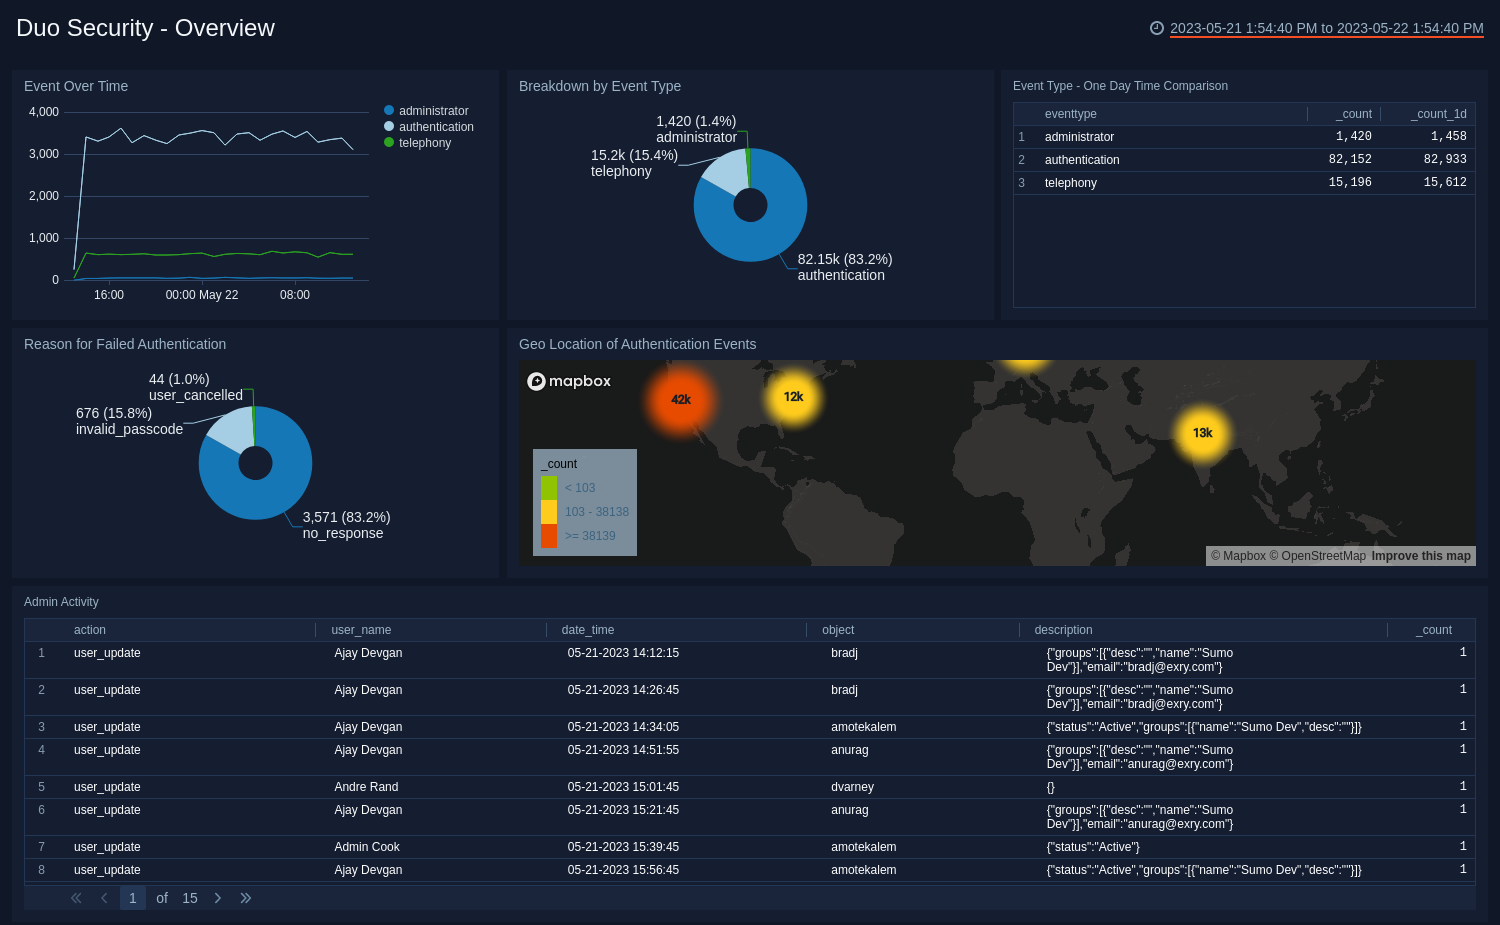 Duo Security - Overview
2023-05-21 1:54:40 PM to 2023-05-22 1:54:40 PM
Event Over Time
4,000
3,000
2,000
1,000
0
16:00
00:00 May 22
08:00
administrator
authentication
telephony
Breakdown by Event Type
1,420 (1.4%)
administrator
15.2k (15.4%)
telephony
82.15k (83.2%)
authentication
Event Type - One Day Time Comparison
eventtype _count _count_1d
1 administrator 1,420 1,458
2 authentication 82,152 82,933
3 telephony 15,196 15,612
Reason for Failed Authentication
44 (1.0%)
user_cancelled
676 (15.8%)
invalid_passcode
3,571 (83.2%)
no_response
Geo Location of Authentication Events
mapbox
42k
12k
13k
_count
< 103
103 - 38138
>= 38139
© Mapbox © OpenStreetMap Improve this map
Admin Activity
action user_name date_time object description _count
1 user_update Ajay Devgan 05-21-2023 14:12:15 bradj {"groups":[{"desc":"","name":"Sumo 1
Dev"}],"email":"bradj@exry.com"}
2 user_update Ajay Devgan 05-21-2023 14:26:45 bradj {"groups":[{"desc":"","name":"Sumo 1
Dev"}],"email":"bradj@exry.com"}
3 user_update Ajay Devgan 05-21-2023 14:34:05 amotekalem {"status":"Active","groups":[{"name":"Sumo Dev","desc":""}]} 1
4 user_update Ajay Devgan 05-21-2023 14:51:55 anurag {"groups":[{"desc":"","name":"Sumo 1
Dev"}],"email":"anurag@exry.com"}
5 user_update Andre Rand 05-21-2023 15:01:45 dvarney {} 1
6 user_update Ajay Devgan 05-21-2023 15:21:45 anurag {"groups":[{"desc":"","name":"Sumo 1
Dev"}],"email":"anurag@exry.com"}
7 user_update Admin Cook 05-21-2023 15:39:45 amotekalem {"status":"Active"} 1
8 user_update Ajay Devgan 05-21-2023 15:56:45 amotekalem {"status":"Active","groups":[{"name":"Sumo Dev","desc":""}]} 1
1 of 15